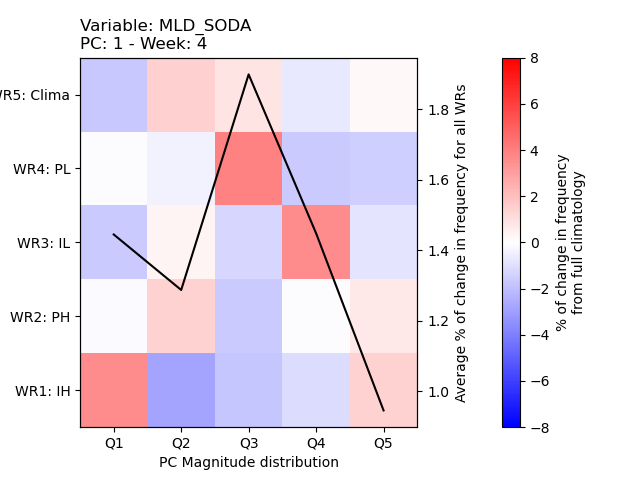 Variable: MLD_SODA
PC: 1 - Week: 4
WR5: Clima
WR4: PL
WR3: IL
WR2: PH
WR1: IH
Q1 Q2 Q3 Q4 Q5
PC Magnitude distribution
1.8
1.6
1.4
1.2
1.0
Average % of change in frequency for all WRs
8
6
4
2
0
−2
−4
−6
−8
% of change in frequency
from full climatology